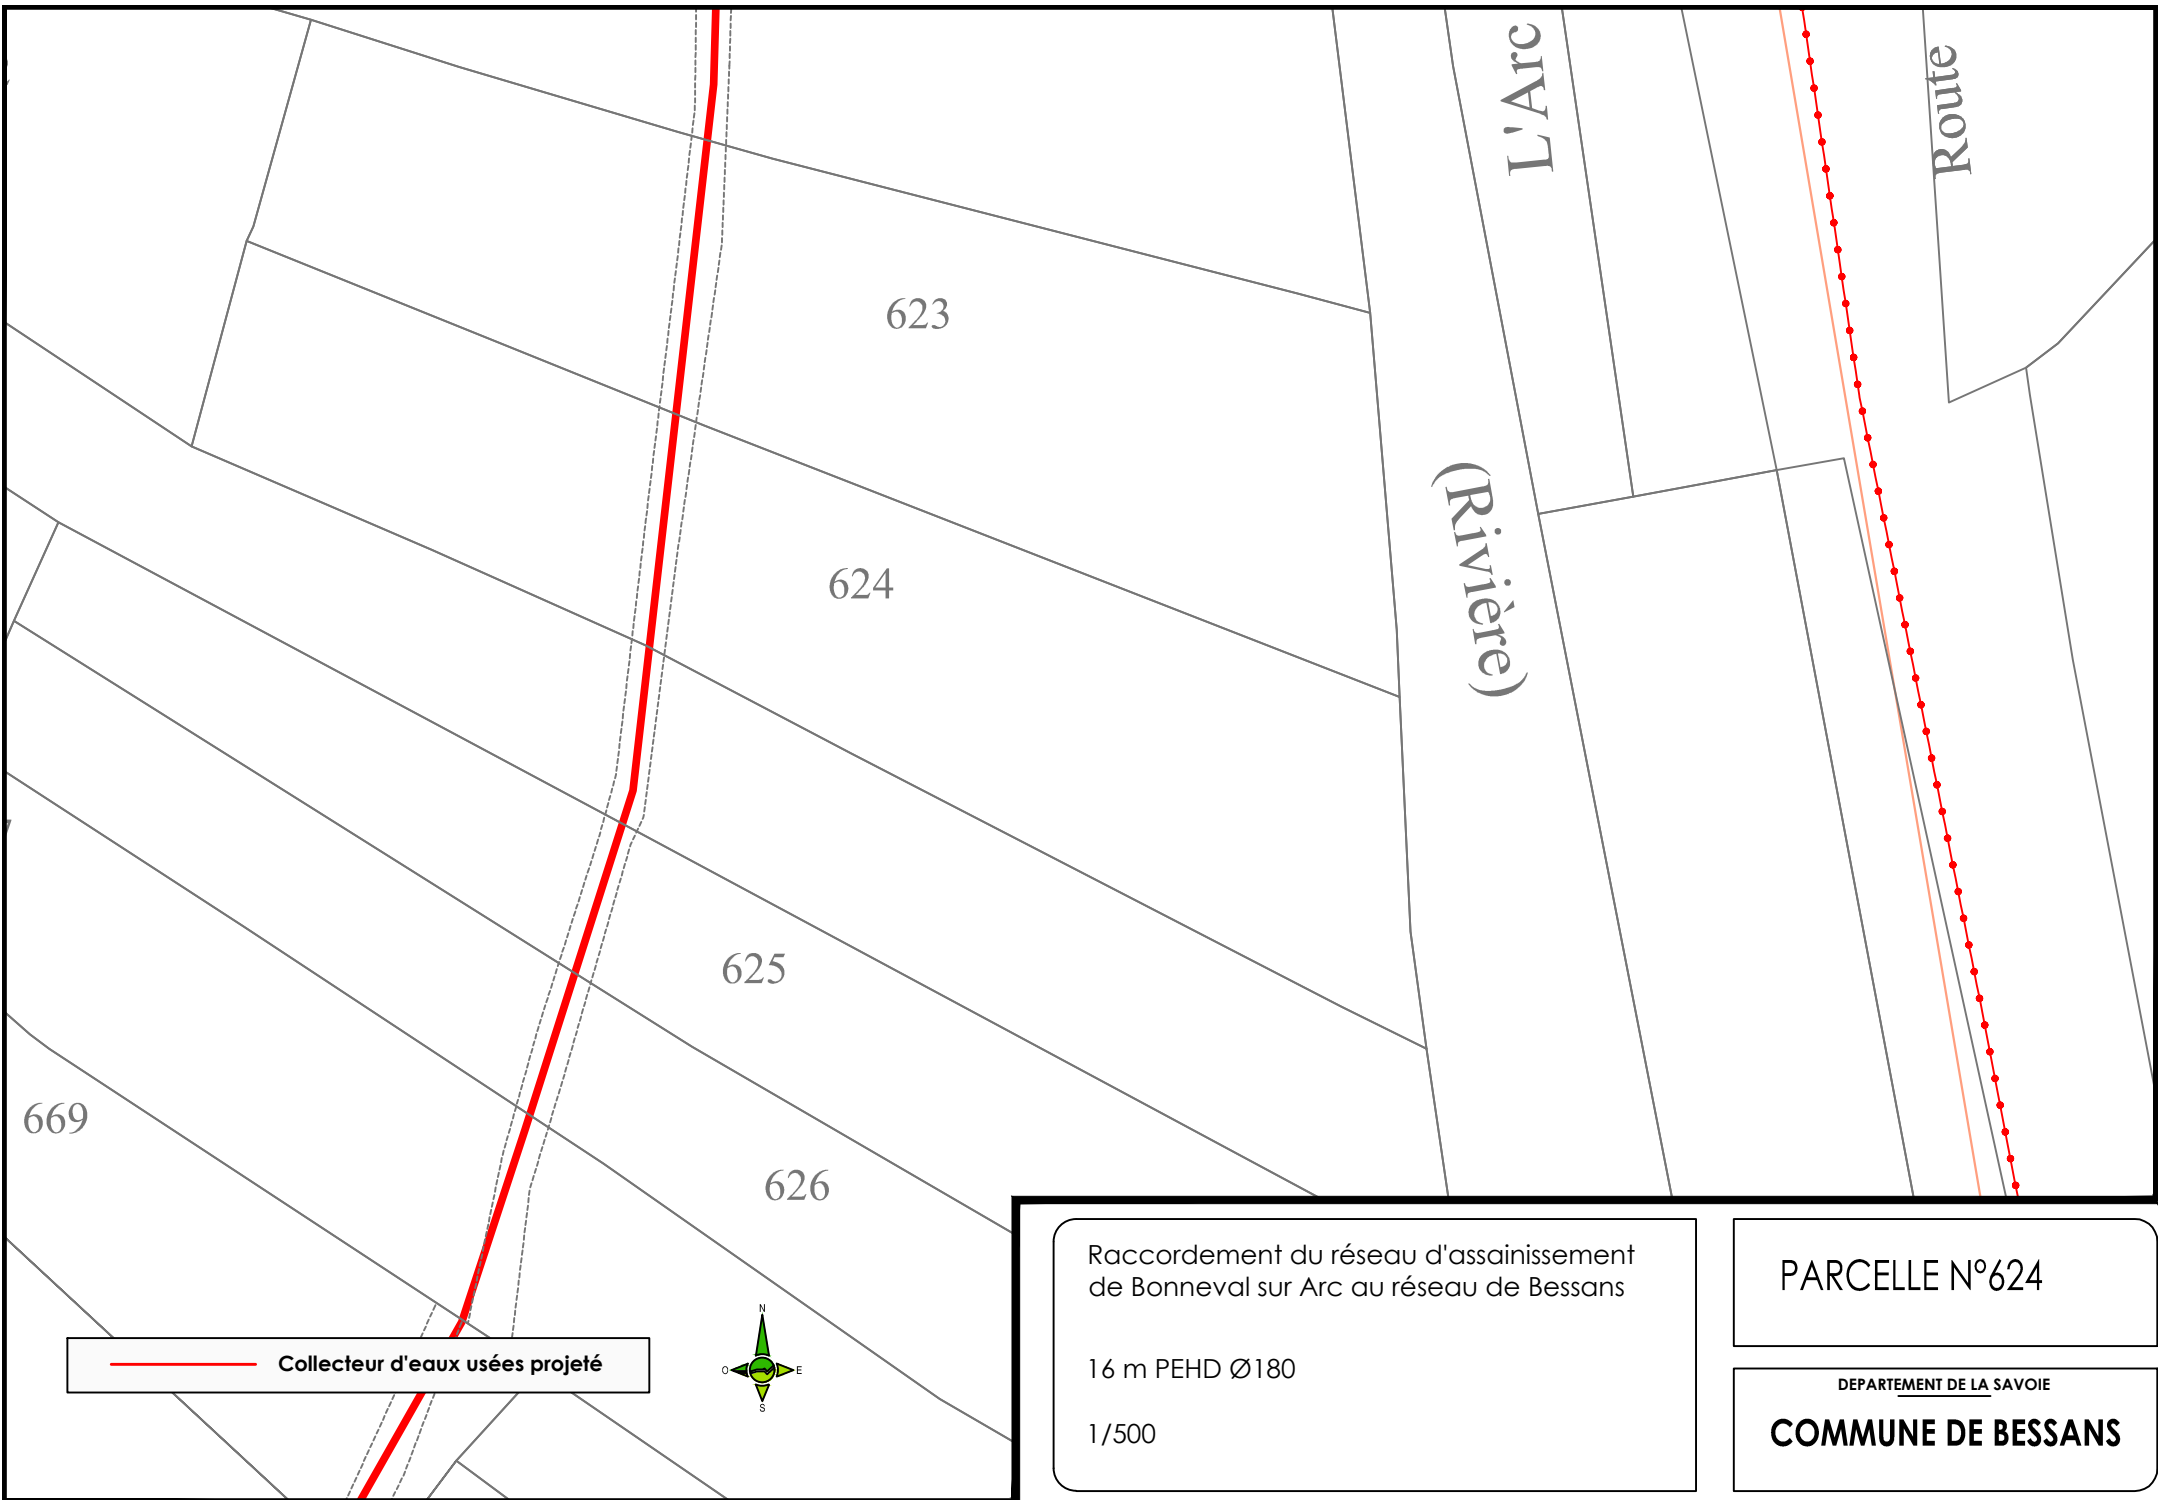 L'Arc
Route
623
(Rivière)
624
625
669
626
Raccordement du réseau d'assainissement
de Bonneval sur Arc au réseau de Bessans
16 m PEHD Ø180
1/500
PARCELLE N°624
DEPARTEMENT DE LA SAVOIE
COMMUNE DE BESSANS
Collecteur d'eaux usées projeté
N
O
E
S